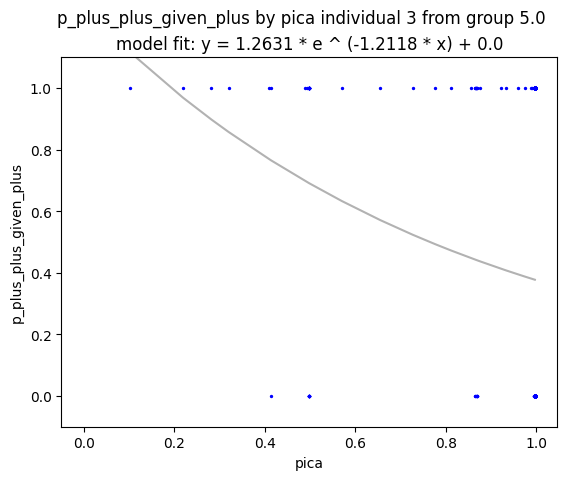 p_plus_plus_given_plus by pica individual 3 from group 5.0
model fit: y = 1.2631 * e ^ (-1.2118 * x) + 0.0
p_plus_plus_given_plus
1.0
0.8
0.6
0.4
0.2
0.0
0.0 0.2 0.4 0.6 0.8 1.0
pica